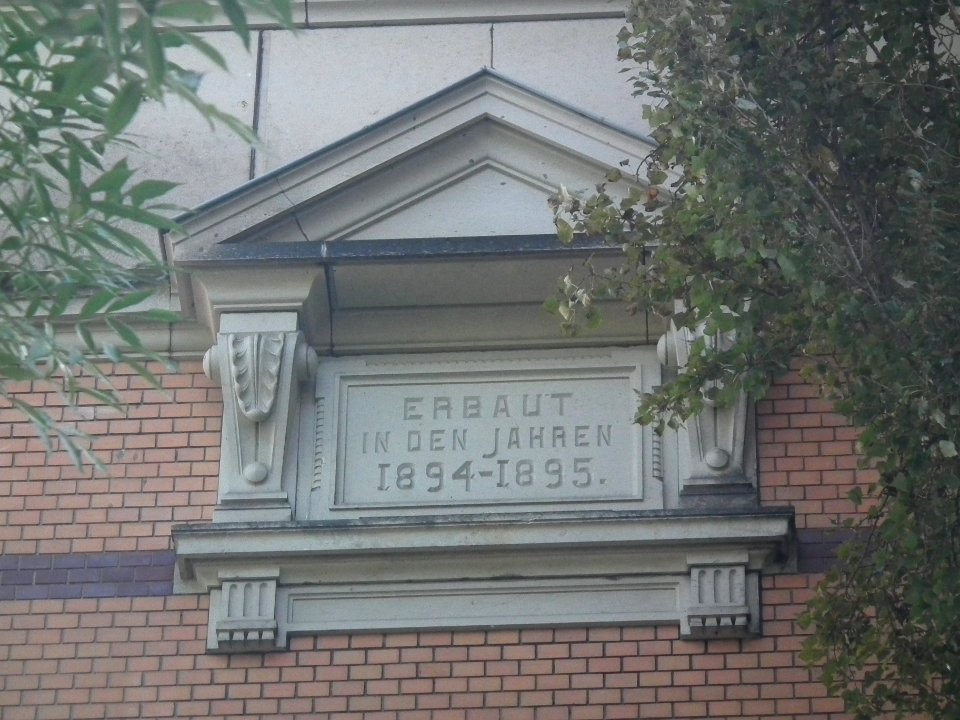 ERBAUT
IN DEN JAHREN
1894-1895.